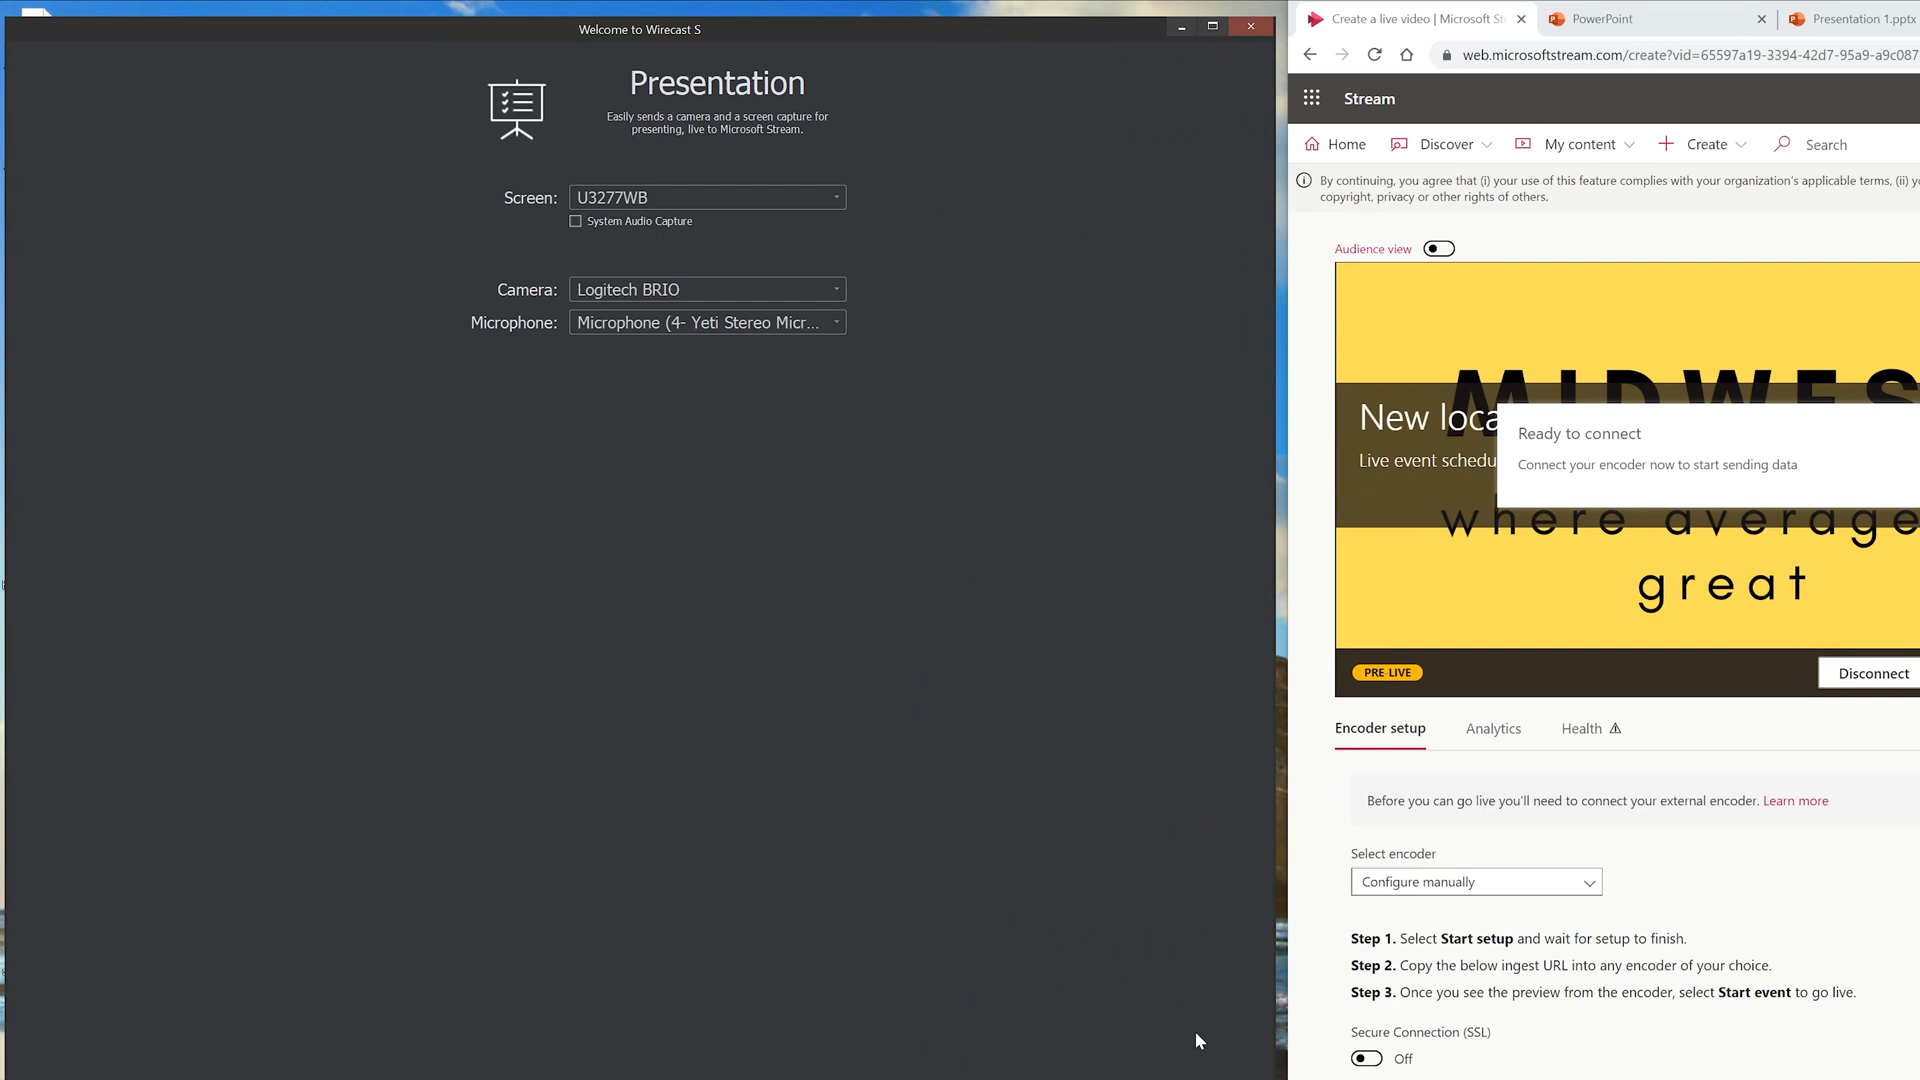 Welcome to Wirecast S
Presentation
Easily sends a camera and a screen capture for
presenting, live to Microsoft Stream.
Screen:
U3277WB
System Audio Capture
Camera:
Logitech BRIO
Microphone:
Microphone (4- Yeti Stereo Micr...
Create a live video | Microsoft St
PowerPoint
Presentation 1.pptx
web.microsoftstream.com/create?vid=65597a19-3394-42d7-95a9-a9c087
Stream
Home
Discover
My content
Create
Search
By continuing, you agree that (i) your use of this feature complies with your organization's applicable terms, (ii) yo
copyright, privacy or other rights of others.
Audience view
MIDWES
New loca
Live event schedu
Ready to connect
Connect your encoder now to start sending data
where average
great
PRE-LIVE
Disconnect
Encoder setup
Analytics
Health
Before you can go live you'll need to connect your external encoder. Learn more
Select encoder
Configure manually
Step 1. Select Start setup and wait for setup to finish.
Step 2. Copy the below ingest URL into any encoder of your choice.
Step 3. Once you see the preview from the encoder, select Start event to go live.
Secure Connection (SSL)
Off